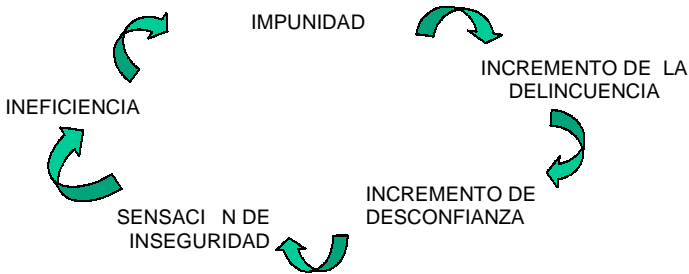 IMPUNIDAD
INCREMENTO DE LA
DELINCUENCIA
INCREMENTO DE
DESCONFIANZA
SENSACI N DE
INSEGURIDAD
INEFICIENCIA